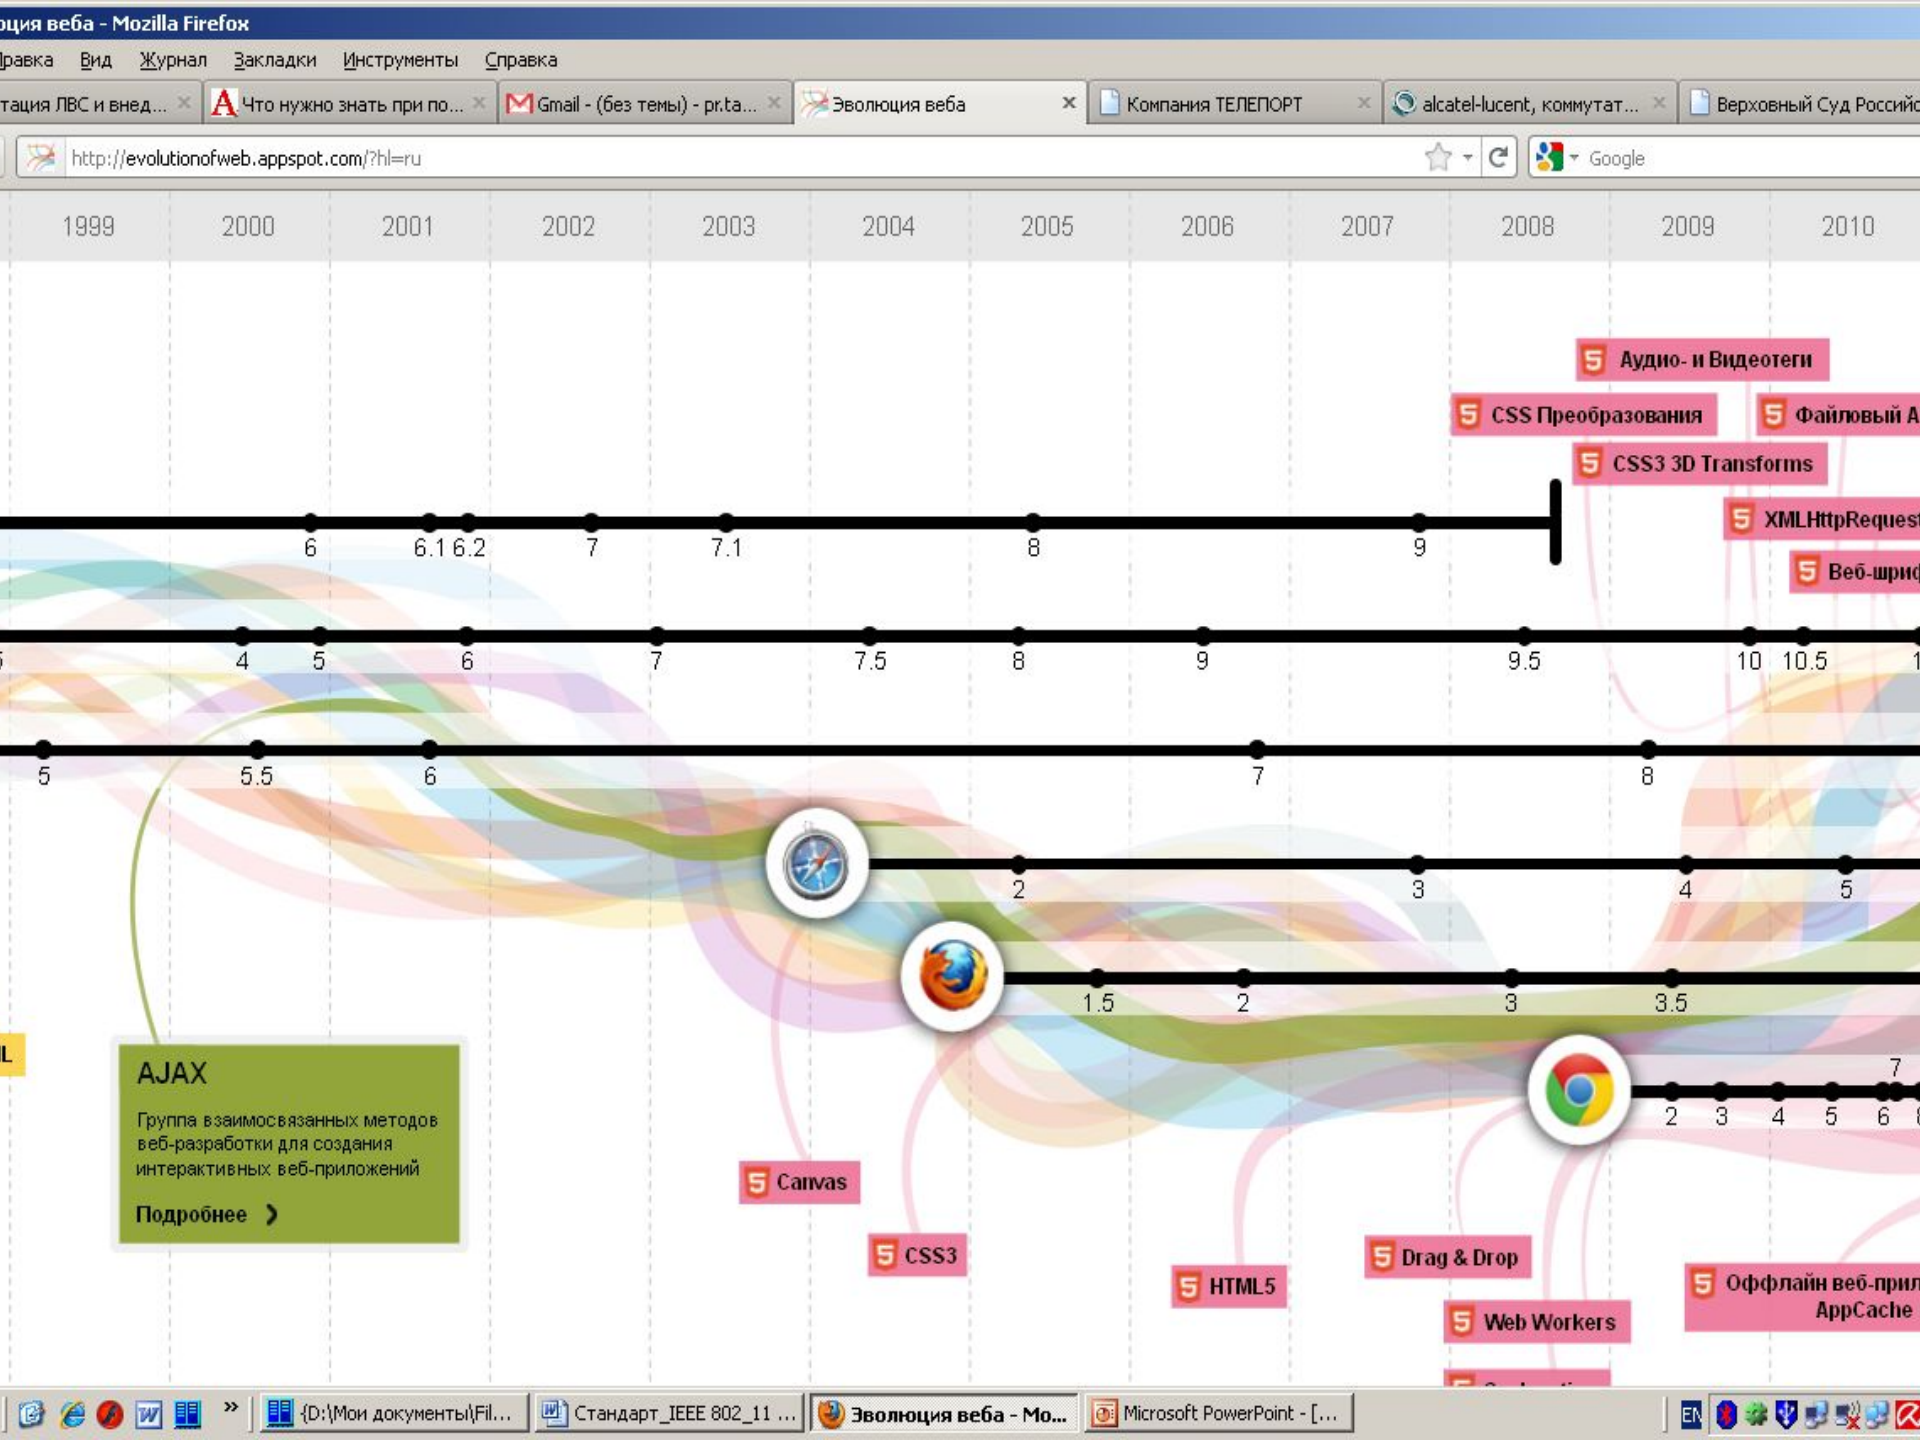 оция веба - Mozilla Firefox
Правка Вид Журнал Закладки Инструменты Справка
тация ЛВС и внед... Что нужно знать при по... Gmail - (без темы) - pr.ta... Эволюция веба Компания ТЕЛЕПОРТ alcatel-lucent, коммутат... Верховный Суд Российс
http://evolutionofweb.appspot.com/?hl=ru Google
1999 2000 2001 2002 2003 2004 2005 2006 2007 2008 2009 2010
Аудио- и Видеотеги
CSS Преобразования Файловый A
CSS3 3D Transforms
XMLHttpRequest
6 6.1 6.2 7 7.1 8 9
Веб-шриф
4 5 6 7 7.5 8 9 9.5 10 10.5 1
5 5.5 6 7 8
2 3 4 5
1.5 2 3 3.5
L
7
2 3 4 5 6 8
AJAX
Группа взаимосвязанных методов
веб-разработки для создания
интерактивных веб-приложений
Подробнее
Canvas
CSS3
HTML5
Drag & Drop
Оффлайн веб-прил
AppCache
Web Workers
» {D:\Мои документы\Fil... Стандарт_IEEE 802_11 ... Эволюция веба - Mo... Microsoft PowerPoint - [... EN